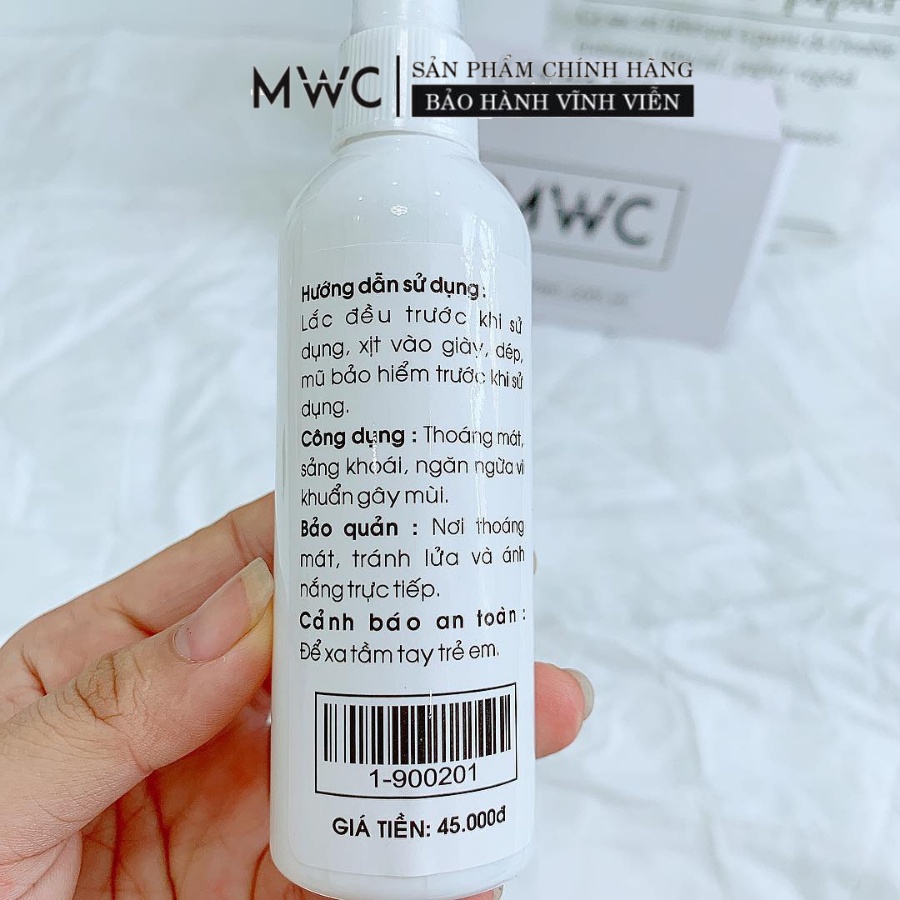 MWC
SẢN PHẨM CHÍNH HÃNG
BẢO HÀNH VĨNH VIỄN
MWC
Hướng dẫn sử dụng :
Lắc đều trước khi sử
dụng, xịt vào giày, dép,
mũ bảo hiểm trước khi sử
dụng.
Công dụng : Thoáng mát,
sảng khoái, ngăn ngừa vi
khuẩn gây mùi.
Bảo quản : Nơi thoáng
mát, tránh lửa và ánh
nắng trực tiếp.
Cảnh báo an toàn :
Để xa tầm tay trẻ em.
1-900201
GIÁ TIỀN: 45.000đ